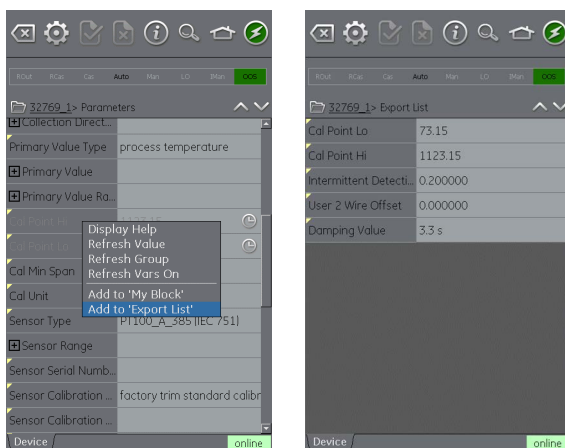 ROut RCas Cas Auto Man LO IMan OOS
32769_1> Parameters
Collection Direct...
Primary Value Type process temperature
Primary Value
Primary Value Ra...
Cal Point Hi 1123.15
Cal Point Lo
Display Help
Refresh Value
Refresh Group
Refresh Vars On
Add to 'My Block'
Add to 'Export List'
Cal Min Span
Cal Unit
Sensor Type PT100_A_385 (IEC 751)
Sensor Range
Sensor Serial Numb...
Sensor Calibration ... factory trim standard calibr
Sensor Calibration ...
Device online
ROut RCas Cas Auto Man LO IMan OOS
32769_1> Export List
Cal Point Lo 73.15
Cal Point Hi 1123.15
Intermittent Detecti... 0.200000
User 2 Wire Offset 0.000000
Damping Value 3.3 s
Device online